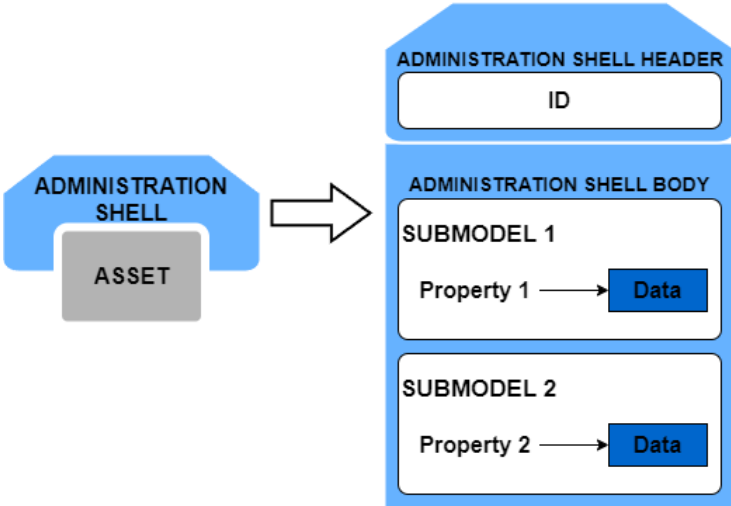 ADMINISTRATION
SHELL
ASSET
ADMINISTRATION SHELL HEADER
ID
ADMINISTRATION SHELL BODY
SUBMODEL 1
Property 1
Data
SUBMODEL 2
Property 2
Data